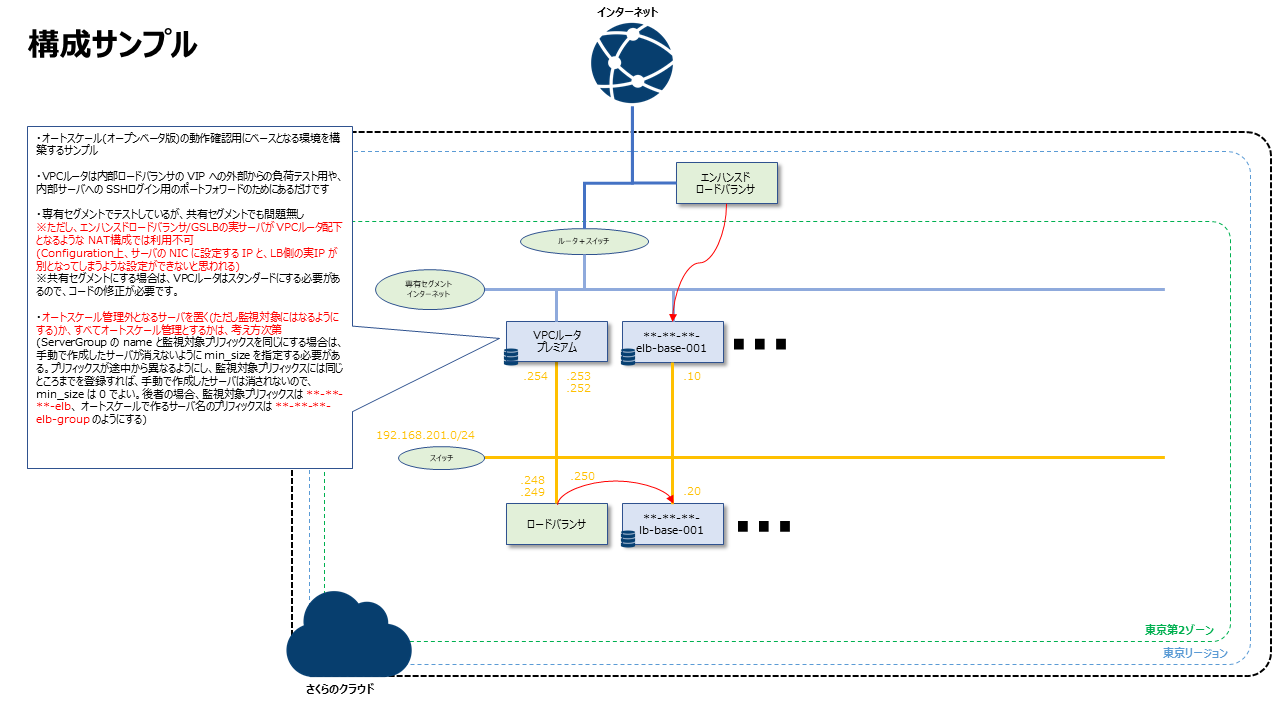 構成サンプル
インターネット
・オートスケール(オープンベータ版)の動作確認用にベースとなる環境を構
築するサンプル
・VPCルータは内部ロードバランサの VIP への外部からの負荷テスト用や、
内部サーバへの SSHログイン用のポートフォワードのためにあるだけです
・専有セグメントでテストしているが、共有セグメントでも問題無し
※ただし、エンハンスドロードバランサ/GSLBの実サーバが VPCルータ配下
となるような NAT構成では利用不可
(Configuration上、サーバの NIC に設定する IP と、LB側の実IP が
別となってしまうような設定ができないと思われる)
※共有セグメントにする場合は、VPCルータはスタンダードにする必要があ
るので、コードの修正が必要です。
・オートスケール管理外となるサーバを置く(ただし監視対象にはなるように
する)か、すべてオートスケール管理とするかは、考え方次第
(ServerGroup の name と監視対象プリフィックスを同じにする場合は、
手動で作成したサーバが消えないように min_size を指定する必要があ
る。プリフィックスが途中から異なるようにし、監視対象プリフィックスには同じ
ところまでを登録すれば、手動で作成したサーバは消されないので、
min_size は 0 でよい。後者の場合、監視対象プリフィックスは **-**-
**-elb、オートスケールで作るサーバ名のプリフィックスは **-**-**-
elb-group のようにする)
エンハンスド
ロードバランサ
ルータ+スイッチ
専有セグメント
インターネット
VPCルータ
プレミアム
**-**-**-
elb-base-001
■ ■ ■
.254
.253
.252
.10
192.168.201.0/24
スイッチ
.248
.249
.250
.20
ロードバランサ
**-**-**-
lb-base-001
■ ■ ■
東京第2ゾーン
東京リージョン
さくらのクラウド